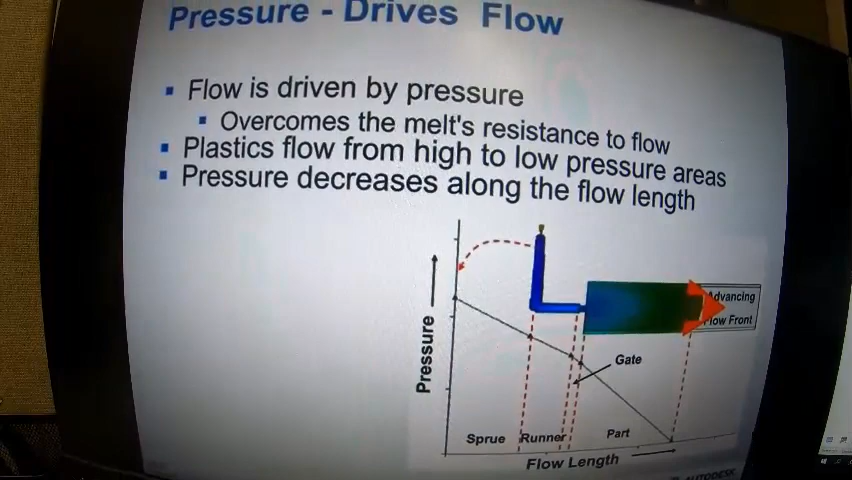 Pressure - Drives Flow
Flow is driven by pressure
Overcomes the melt's resistance to flow
Plastics flow from high to low pressure areas
Pressure decreases along the flow length
Advancing
Flow Front
Pressure
Gate
Sprue
Runner
Part
Flow Length
AUTODESK